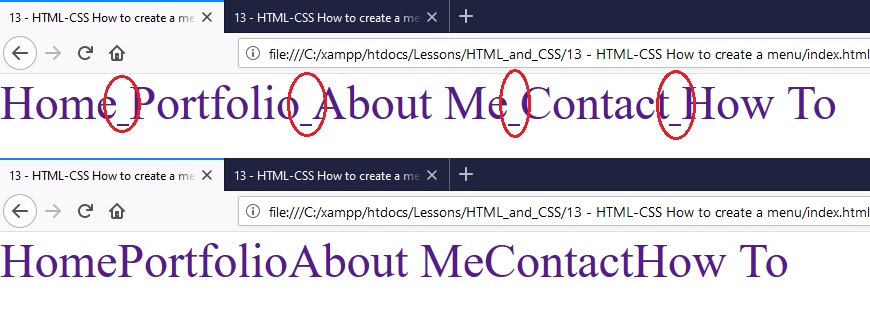 13 - HTML-CSS How to create a me
13 - HTML-CSS How to create a me
file:///C:/xampp/htdocs/Lessons/HTML_and_CSS/13 - HTML-CSS How to create a menu/index.html
Home_Portfolio_About Me_Contact_How To
13 - HTML-CSS How to create a me
13 - HTML-CSS How to create a me
file:///C:/xampp/htdocs/Lessons/HTML_and_CSS/13 - HTML-CSS How to create a menu/index.html
HomePortfolioAbout MeContactHow To